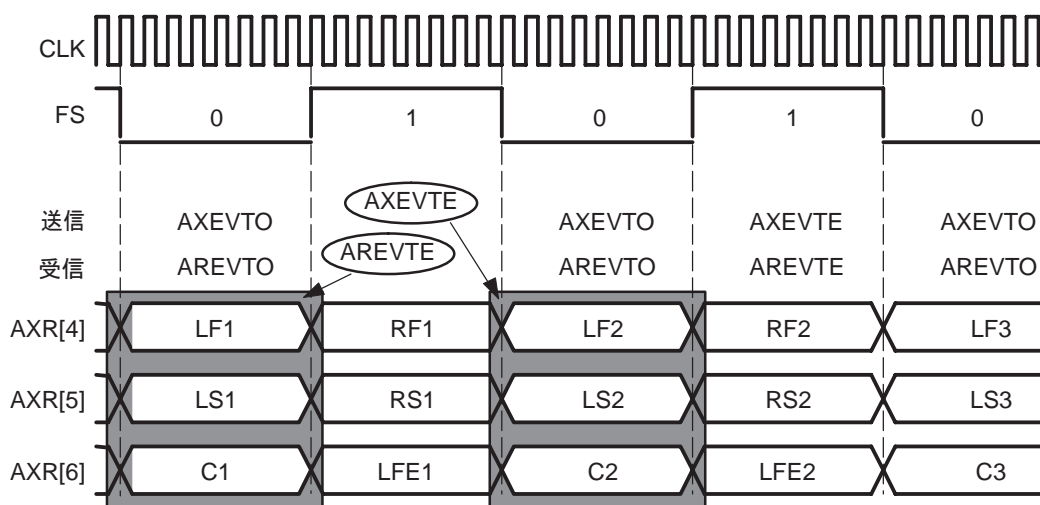 CLK
FS 0 1 0 1 0
AXEVTE
送信 AXEVTO AXEVTO AXEVTE AXEVTO
AREVTE
受信 AREVTO AREVTO AREVTE AREVTO
AXR[4] LF1 RF1 LF2 RF2 LF3
AXR[5] LS1 RS1 LS2 RS2 LS3
AXR[6] C1 LFE1 C2 LFE2 C3